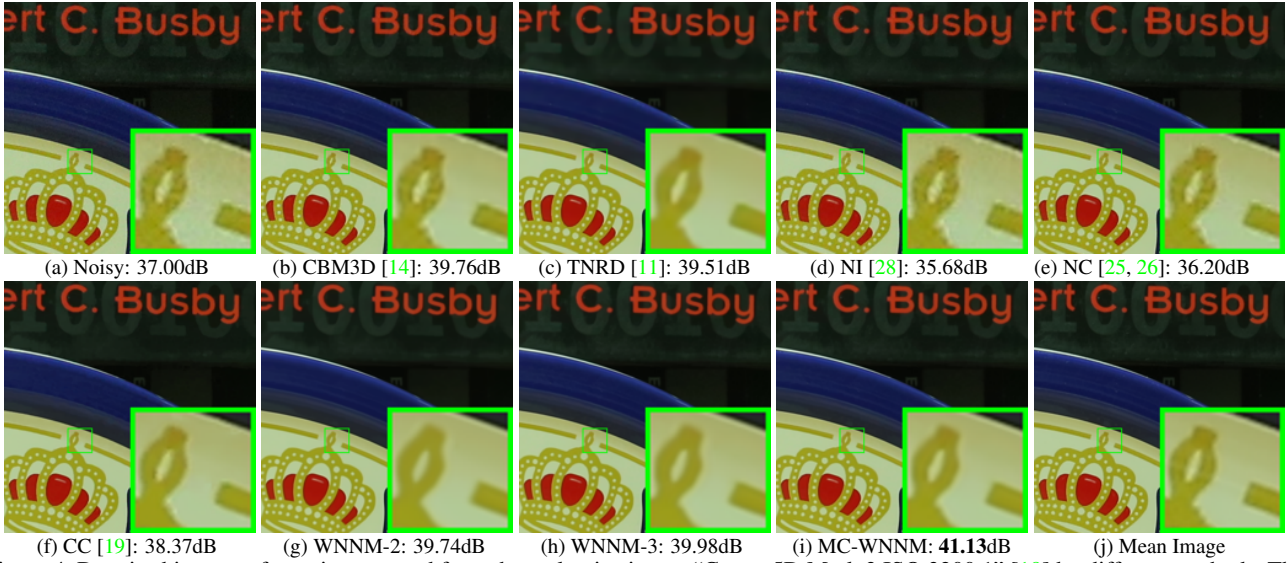 ert C. Busby ert C. Busby ert C. Busby ert C. Busby ert C. Busby
(a) Noisy: 37.00dB (b) CBM3D [14]: 39.76dB (c) TNRD [11]: 39.51dB (d) NI [28]: 35.68dB (e) NC [25, 26]: 36.20dB
ert C. Busby ert C. Busby ert C. Busby ert C. Busby ert C. Busby
(f) CC [19]: 38.37dB (g) WNNM-2: 39.74dB (h) WNNM-3: 39.98dB (i) MC-WNNM: 41.13dB (j) Mean Image